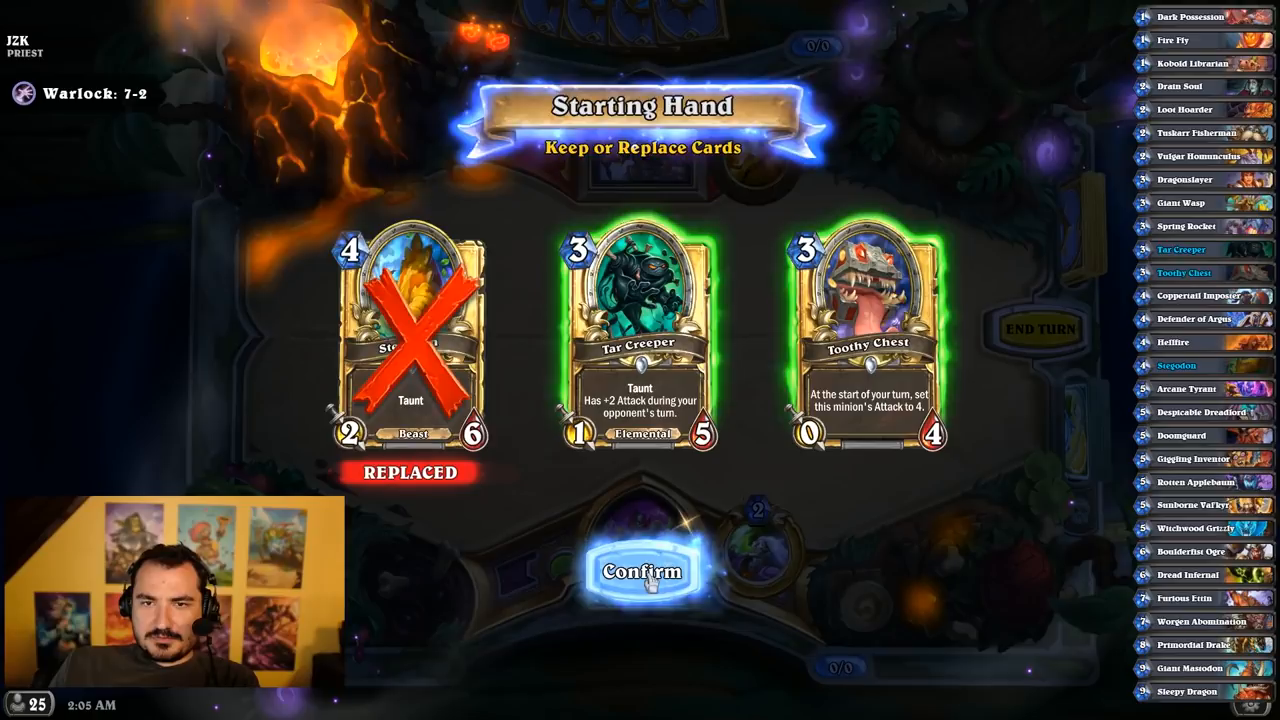 JZK
PRIEST
Warlock: 7-2
0/0
Starting Hand
Keep or Replace Cards
4
Taunt
2
Beast
6
REPLACED
3
Tar Creeper
Taunt
Has +2 Attack during your
opponent's turn.
1
Elemental
5
3
Toothy Chest
At the start of your turn, set
this minion's Attack to 4.
0
4
END TURN
2
Confirm
0/0
25
2:05 AM
1 Dark Possession
1 Fire Fly
1 Kobold Librarian
2 Drain Soul
2 Loot Hoarder
2 Tuskarr Fisherman
2 Vulgar Homunculus
3 Dragonslayer
3 Giant Wasp
3 Spring Rocket
3 Tar Creeper
3 Toothy Chest
4 Coppertail Imposter
4 Defender of Argus
4 Hellfire
4 Stegodon
5 Arcane Tyrant
5 Despicable Dreadlord
5 Doomguard
5 Giggling Inventor
5 Rotten Applebaum
5 Sunborne Val'kyr
5 Witchwood Grizzly
6 Boulderfist Ogre
6 Dread Infernal
7 Furious Ettin
7 Worgen Abomination
8 Primordial Drake
9 Giant Mastodon
9 Sleepy Dragon